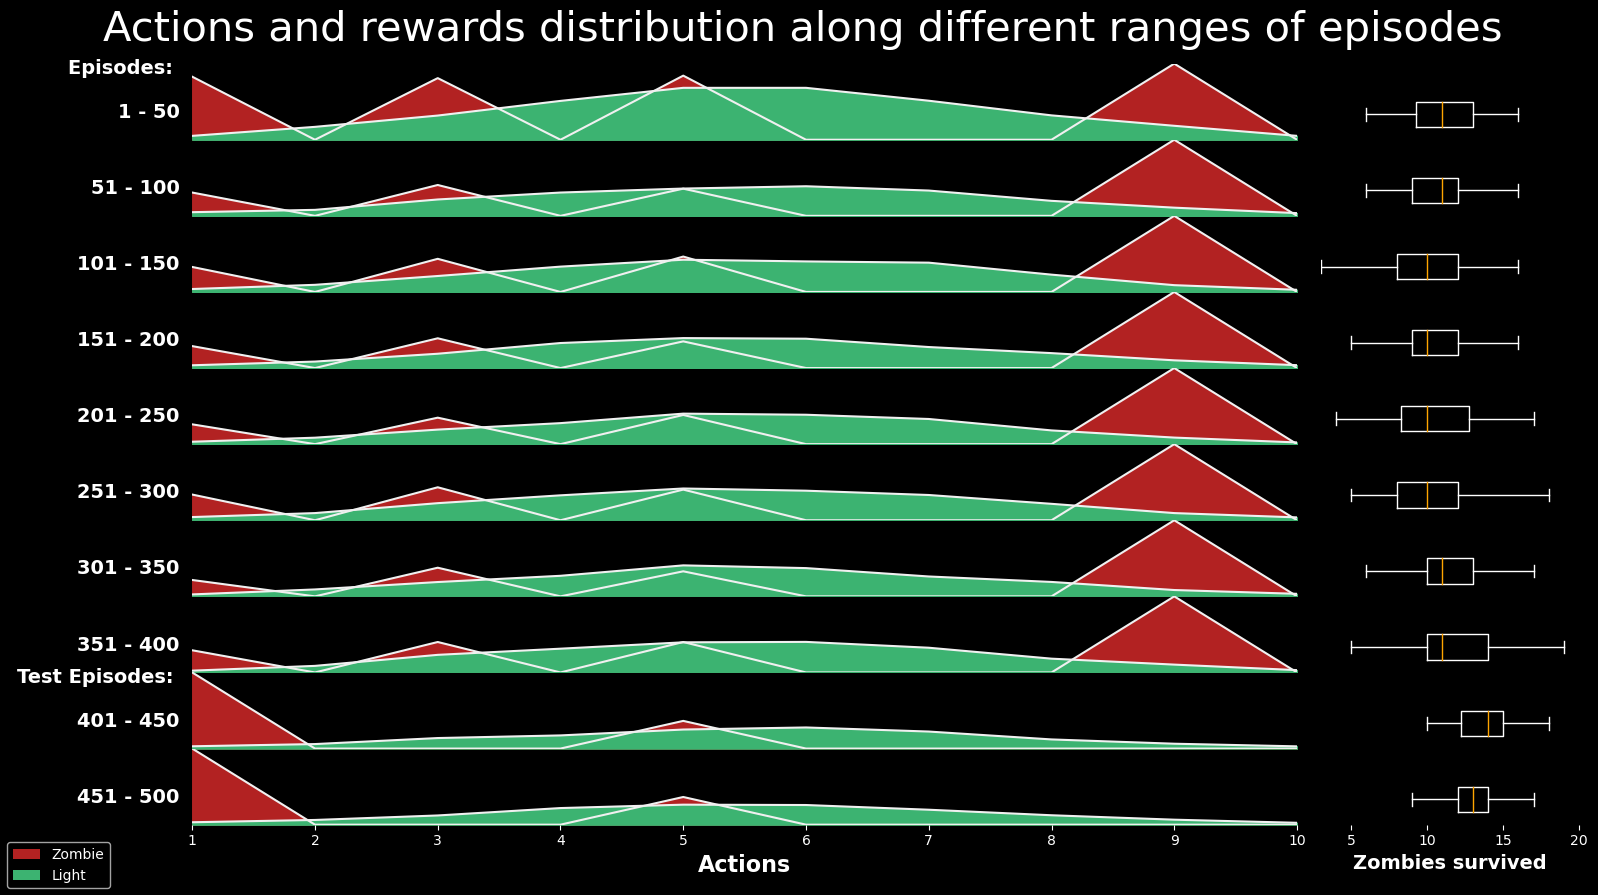 Actions and rewards distribution along different ranges of episodes
Episodes:
1 - 50
51 - 100
101 - 150
151 - 200
201 - 250
251 - 300
301 - 350
351 - 400
Test Episodes:
401 - 450
451 - 500
1 2 3 4 5 6 7 8 9 10
5 10 15 20
Actions
Zombies survived
Zombie
Light